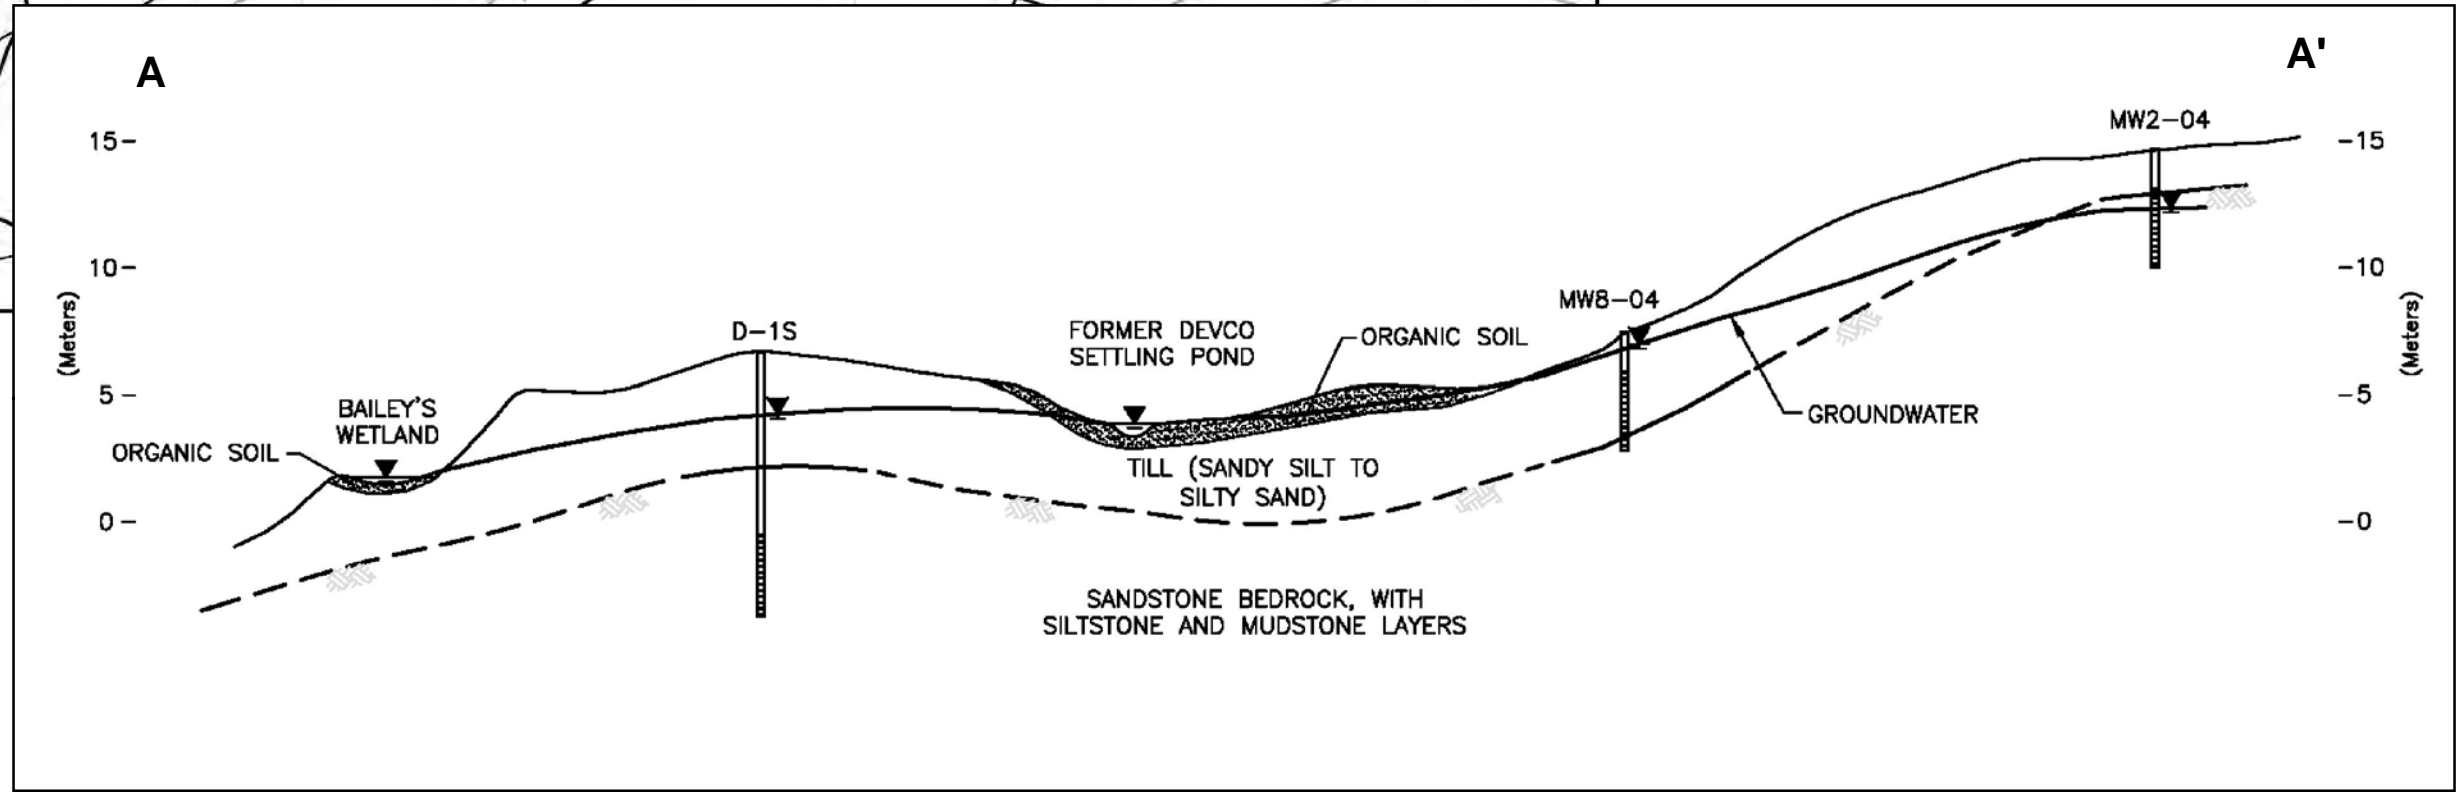 A
A'
MW2-04
15-
-15
10-
-10
(Meters)
(Meters)
MW8-04
D-1S
FORMER DEVCO
SETTLING POND
ORGANIC SOIL
5-
-5
BAILEY'S
WETLAND
GROUNDWATER
ORGANIC SOIL
TILL (SANDY SILT TO
SILTY SAND)
0-
-0
SANDSTONE BEDROCK, WITH
SILTSTONE AND MUDSTONE LAYERS